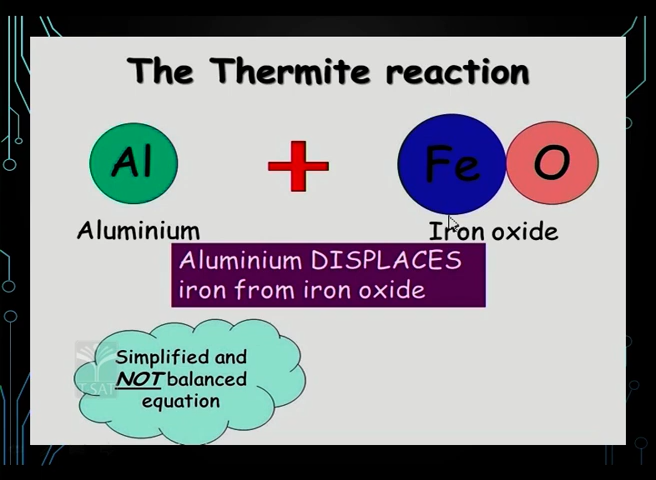 The Thermite reaction
Al
Fe
O
Aluminium
Iron oxide
Aluminium DISPLACES
iron from iron oxide
Simplified and
NOT balanced
equation
T-SAT